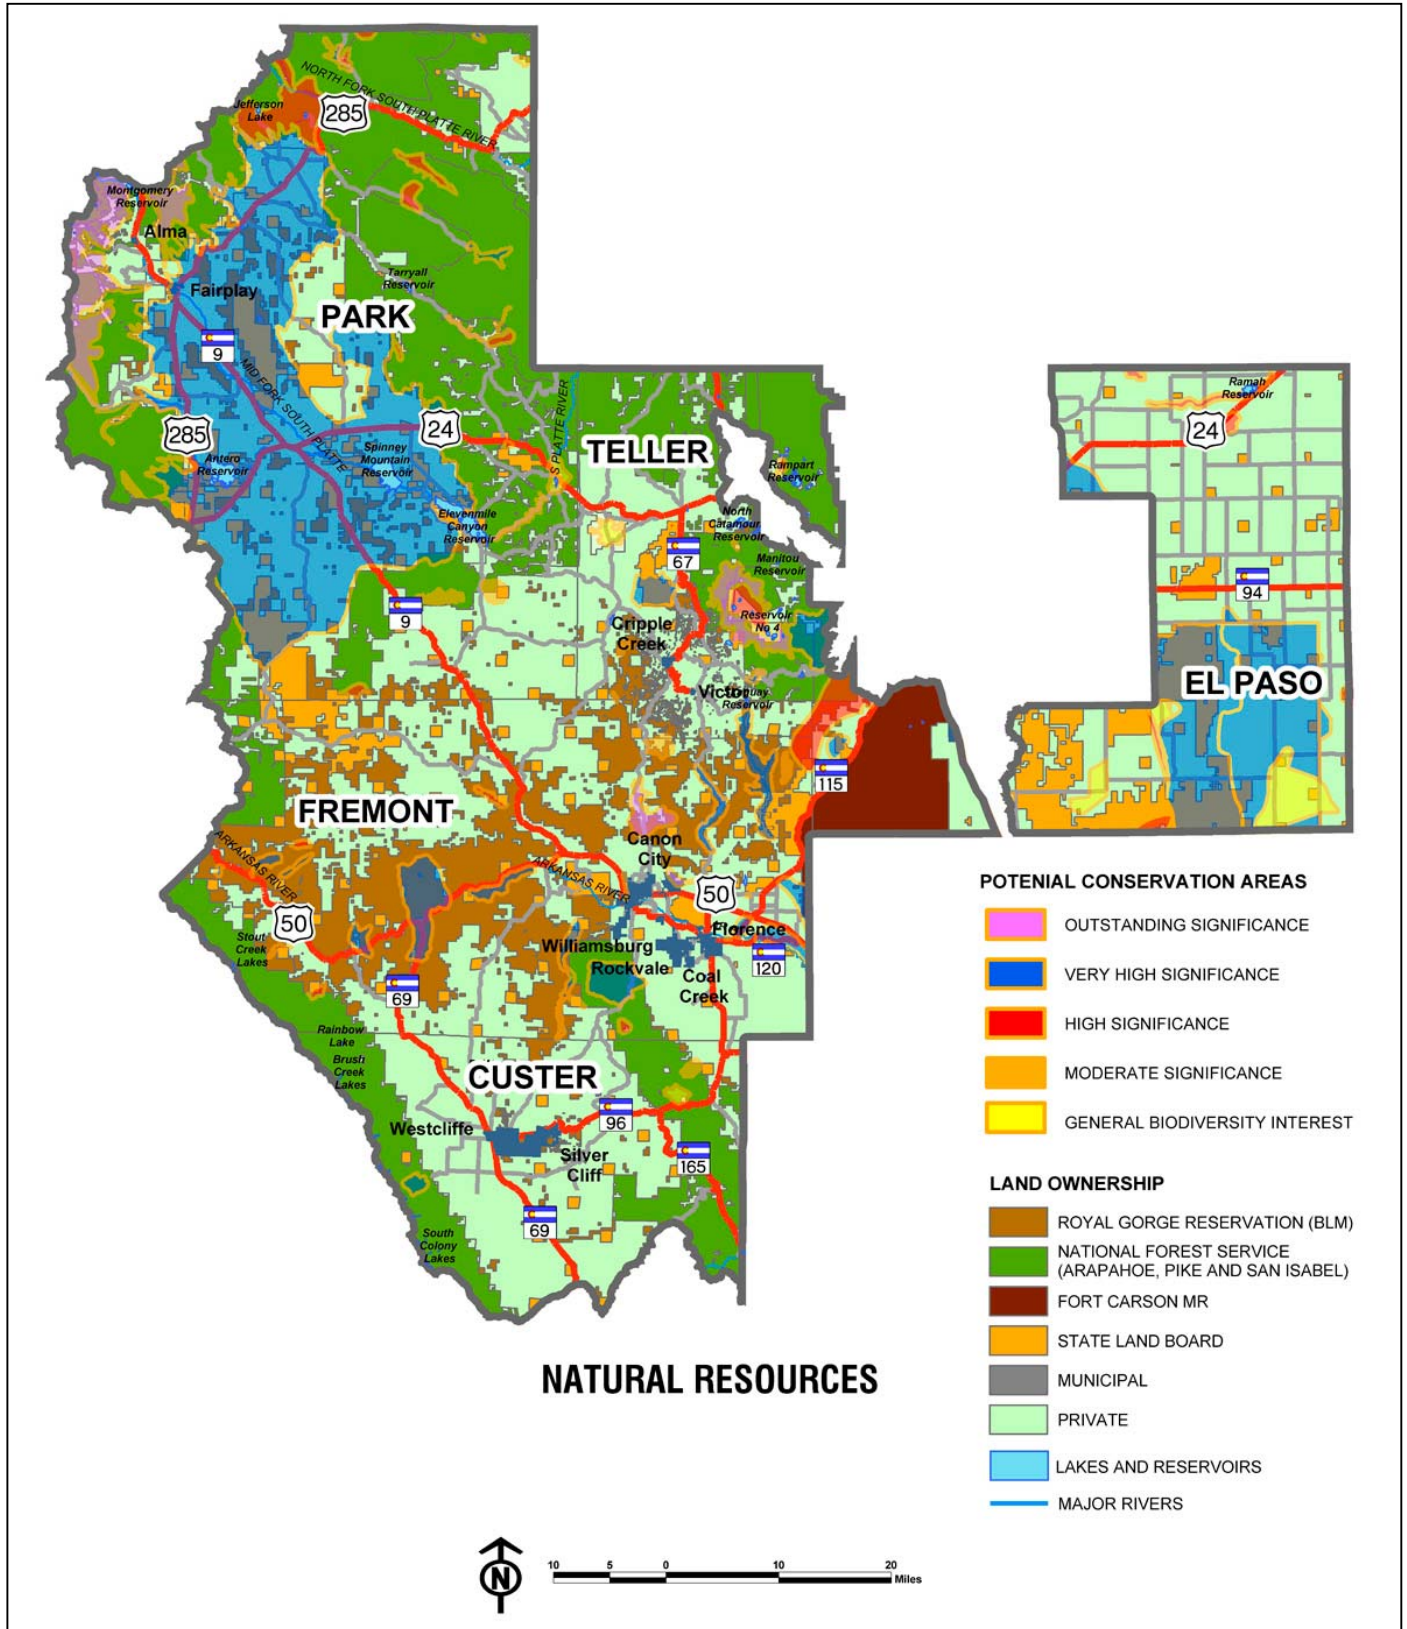 NORTH FORK SOUTH PLATTE RIVER
Jefferson
Lake
285
Montgomery
Reservoir
Alma
Tarryall
Reservoir
Fairplay
PARK
9
MID FORK SOUTH PLATTE
S PLATTE RIVER
Ramah
Reservoir
24
285
24
TELLER
Antero
Reservoir
Spinney
Mountain
Reservoir
Rampart
Reservoir
Elevenmile
Canyon
Reservoir
North
Catamour
Reservoir
67
Manitou
Reservoir
94
9
Reservoir
No 4
Cripple
Creek
EL PASO
Victor
Reservoir
115
FREMONT
Canon
City
ARKANSAS RIVER
ARKANSAS RIVER
50
50
Stout
Creek
Lakes
Florence
Williamsburg
Rockvale
120
Coal
Creek
69
Rainbow
Lake
Brush
Creek
Lakes
CUSTER
96
Westcliffe
Silver
Cliff
165
69
South
Colony
Lakes
POTENIAL CONSERVATION AREAS
OUTSTANDING SIGNIFICANCE
VERY HIGH SIGNIFICANCE
HIGH SIGNIFICANCE
MODERATE SIGNIFICANCE
GENERAL BIODIVERSITY INTEREST
LAND OWNERSHIP
ROYAL GORGE RESERVATION (BLM)
NATIONAL FOREST SERVICE
(ARAPAHOE, PIKE AND SAN ISABEL)
FORT CARSON MR
STATE LAND BOARD
MUNICIPAL
PRIVATE
LAKES AND RESERVOIRS
MAJOR RIVERS
NATURAL RESOURCES
N
10 5 0 10 20
Miles